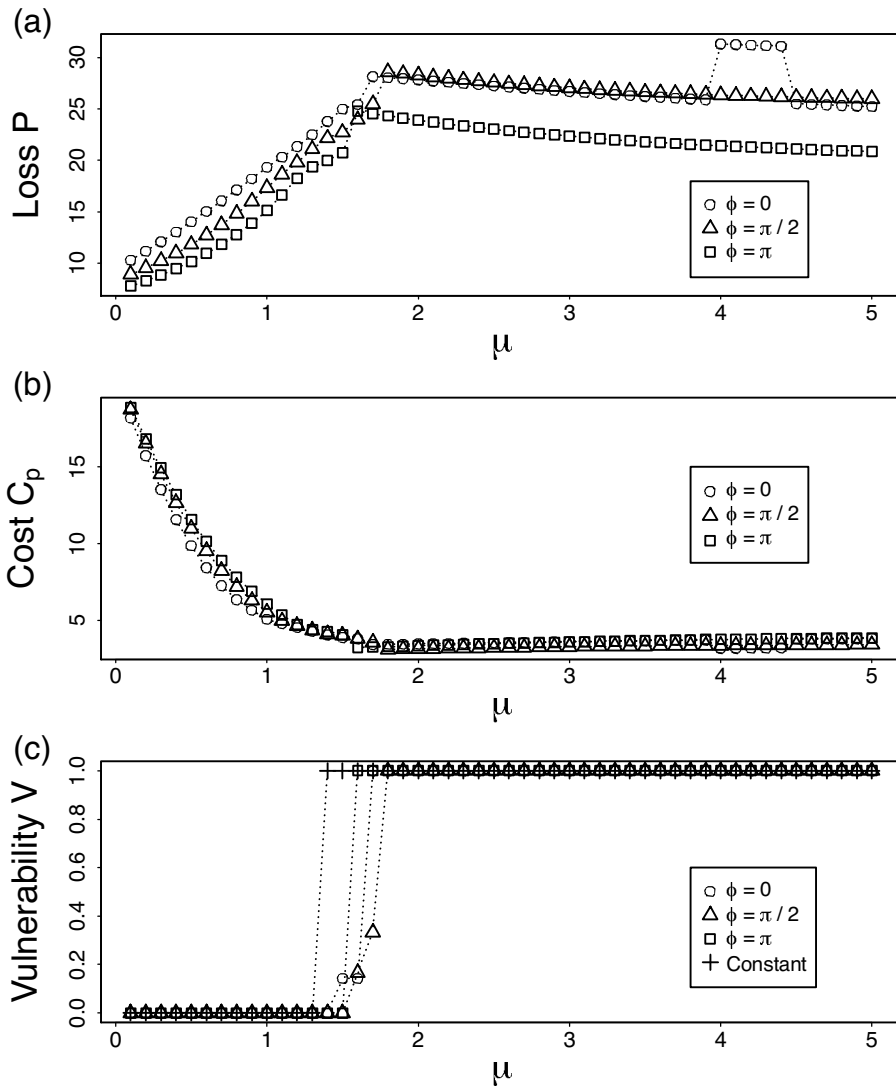 (a)
Loss P
30
25
20
15
10
ϕ = 0
ϕ = π / 2
ϕ = π
0 1 2 3 4 5
μ
(b)
Cost Cp
15
10
5
ϕ = 0
ϕ = π / 2
ϕ = π
0 1 2 3 4 5
μ
(c)
Vulnerability V
1.0
0.8
0.6
0.4
0.2
0.0
ϕ = 0
ϕ = π / 2
ϕ = π
Constant
0 1 2 3 4 5
μ